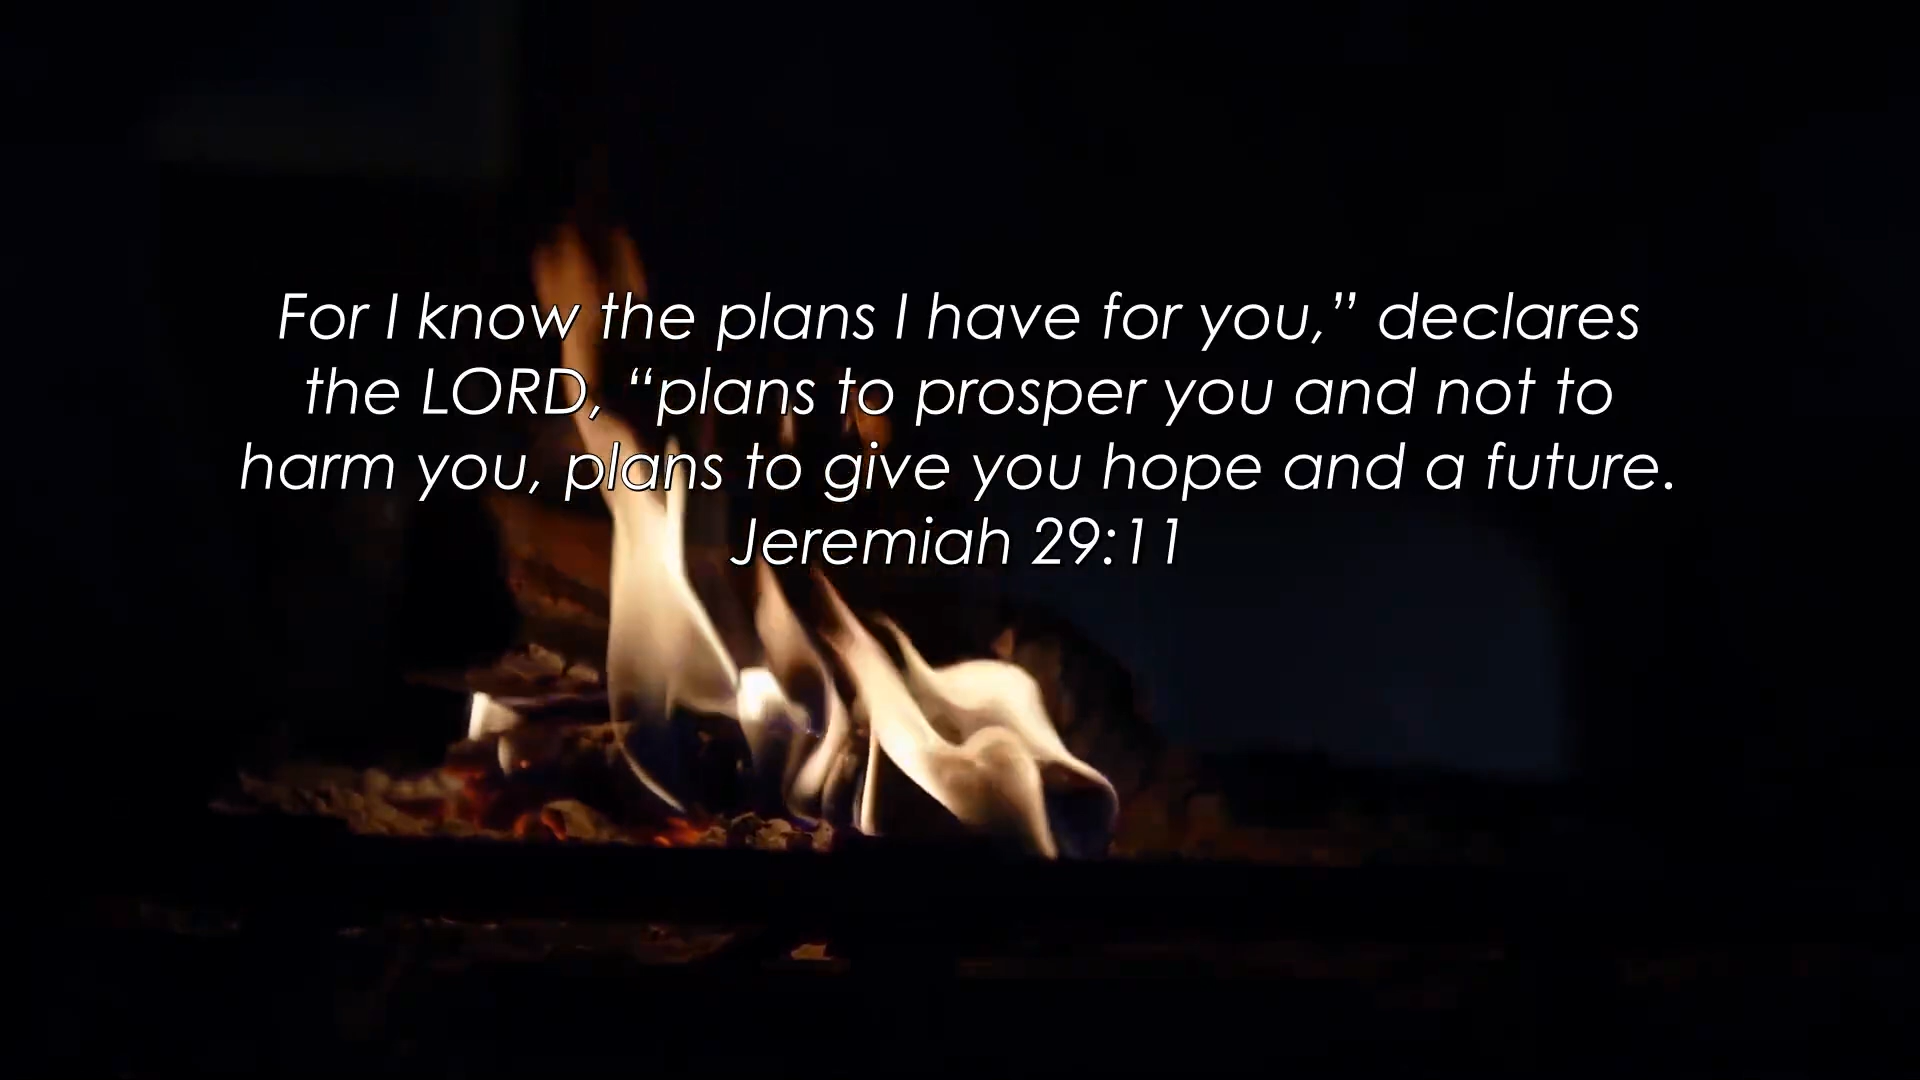 For I know the plans I have for you,” declares
the LORD, “plans to prosper you and not to
harm you, plans to give you hope and a future.
Jeremiah 29:11